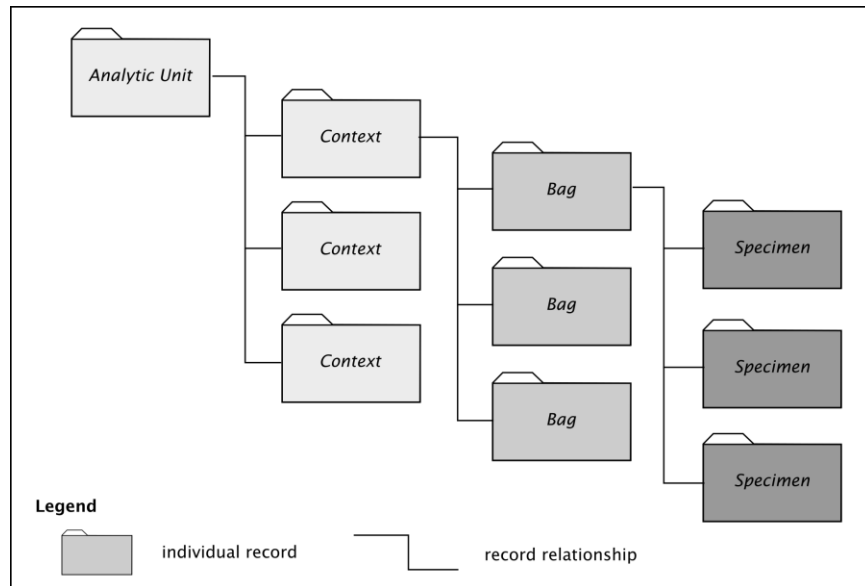 Analytic Unit
Context
Context
Context
Bag
Bag
Bag
Specimen
Specimen
Specimen
Legend
individual record
record relationship